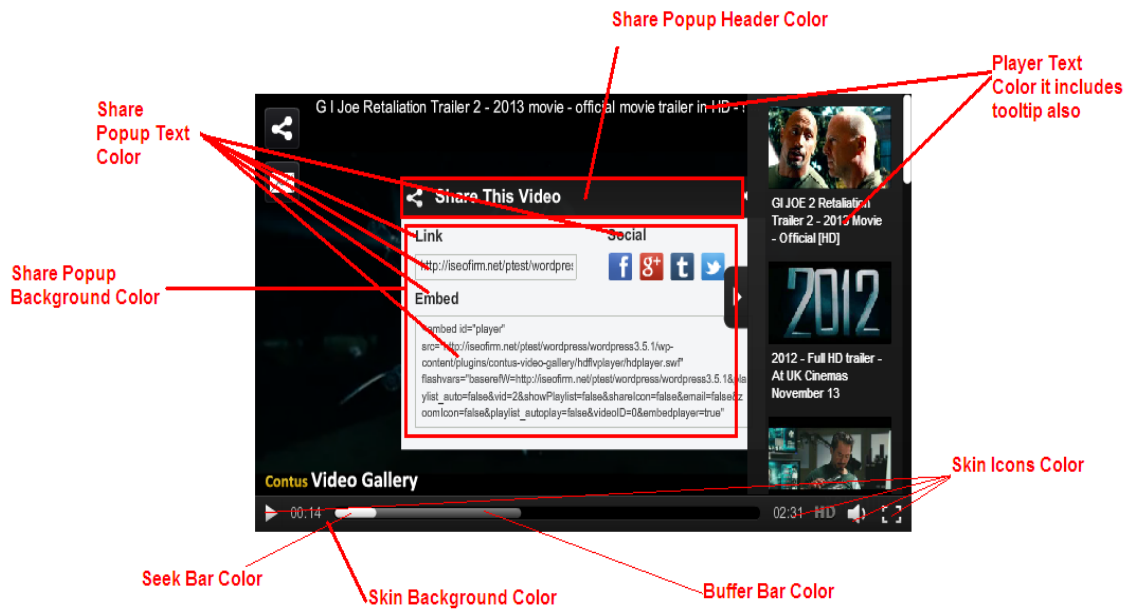 Share Popup Header Color
Player Text
Color it includes
tooltip also
Share
Popup Text
Color
G I Joe Retaliation Trailer 2 - 2013 movie - official movie trailer in HD -
Share This Video
GI JOE 2 Retaliation
Trailer 2 - 2013 Movie
- Official [HD]
Link
Social
http://iseofirm.net/ptest/wordpres
f g+ t
Share Popup
Background Color
Embed
<embed id="player"
src="http://iseofirm.net/ptest/wordpress/wordpress3.5.1/wp-
content/plugins/contus-video-gallery/hdflvplayer/hdplayer.swf"
flashvars="baserefW=http://iseofirm.net/ptest/wordpress/wordpress3.5.1&pla
ylist_auto=false&vid=2&showPlaylist=false&shareIcon=false&email=false&z
oomIcon=false&playlist_autoplay=false&videoID=0&embedplayer=true"
2012
2012 - Full HD trailer -
At UK Cinemas
November 13
Contus Video Gallery
Skin Icons Color
00:14
02:31 HD
Seek Bar Color
Skin Background Color
Buffer Bar Color